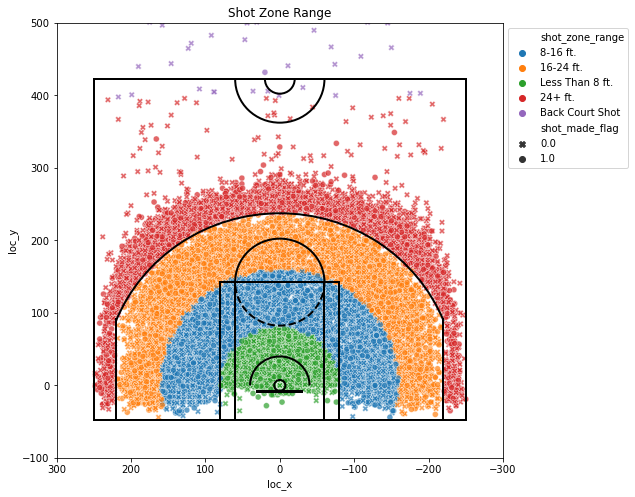 Shot Zone Range
500
400
300
200
100
0
−100
loc_y
300
200
100
0
−100
−200
−300
loc_x
shot_zone_range
8-16 ft.
16-24 ft.
Less Than 8 ft.
24+ ft.
Back Court Shot
shot_made_flag
0.0
1.0